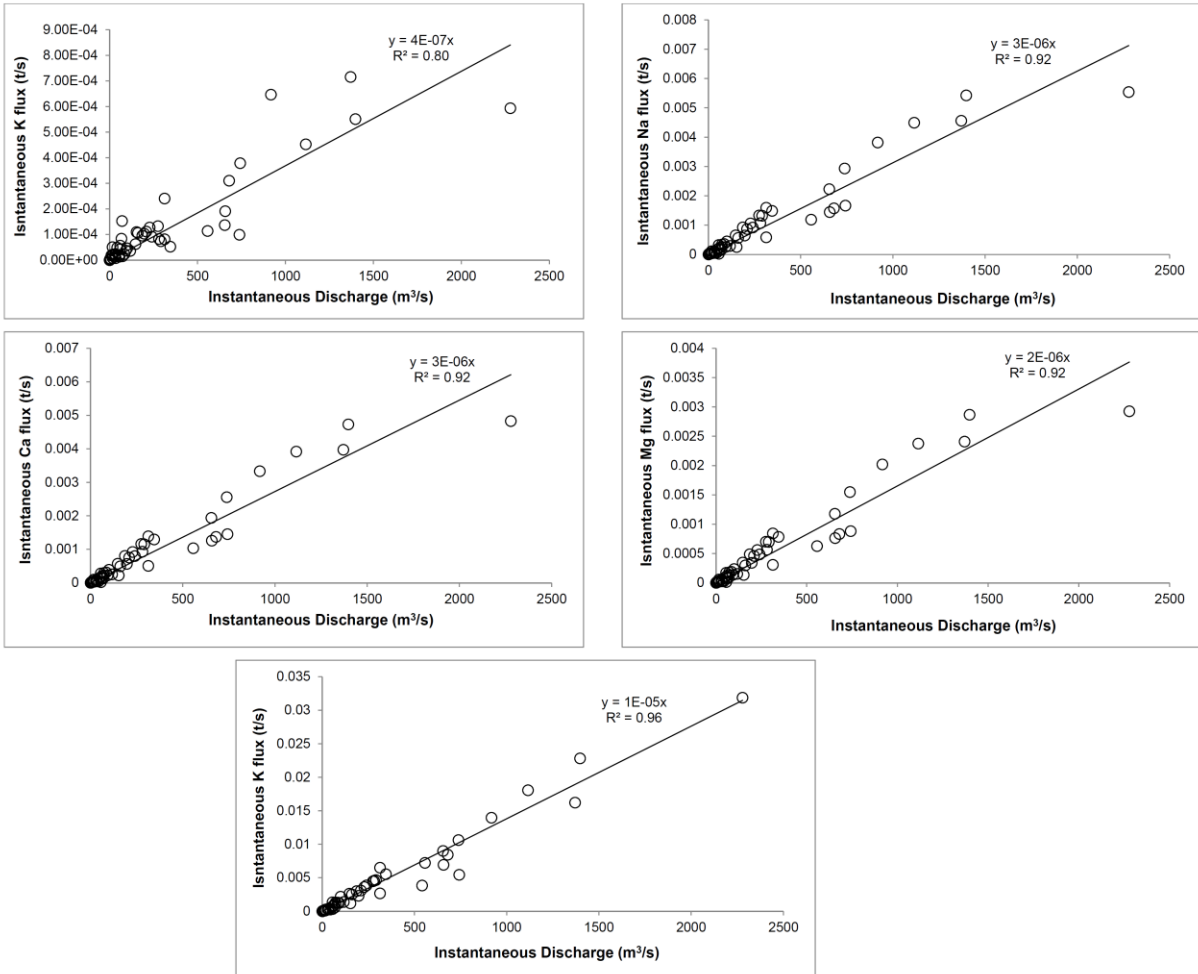 Isntantaneous K flux (t/s)
9.00E-04
8.00E-04
7.00E-04
6.00E-04
5.00E-04
4.00E-04
3.00E-04
2.00E-04
1.00E-04
0.00E+00
y = 4E-07x
R² = 0.80
0 500 1000 1500 2000 2500
Instantaneous Discharge (m³/s)
Isntantaneous Na flux (t/s)
0.008
0.007
0.006
0.005
0.004
0.003
0.002
0.001
0
y = 3E-06x
R² = 0.92
0 500 1000 1500 2000 2500
Instantaneous Discharge (m³/s)
Isntantaneous Ca flux (t/s)
0.007
0.006
0.005
0.004
0.003
0.002
0.001
0
y = 3E-06x
R² = 0.92
0 500 1000 1500 2000 2500
Instantaneous Discharge (m³/s)
Isntantaneous Mg flux (t/s)
0.004
0.0035
0.003
0.0025
0.002
0.0015
0.001
0.0005
0
y = 2E-06x
R² = 0.92
0 500 1000 1500 2000 2500
Instantaneous Discharge (m³/s)
Isntantaneous K flux (t/s)
0.035
0.03
0.025
0.02
0.015
0.01
0.005
0
y = 1E-05x
R² = 0.96
0 500 1000 1500 2000 2500
Instantaneous Discharge (m³/s)